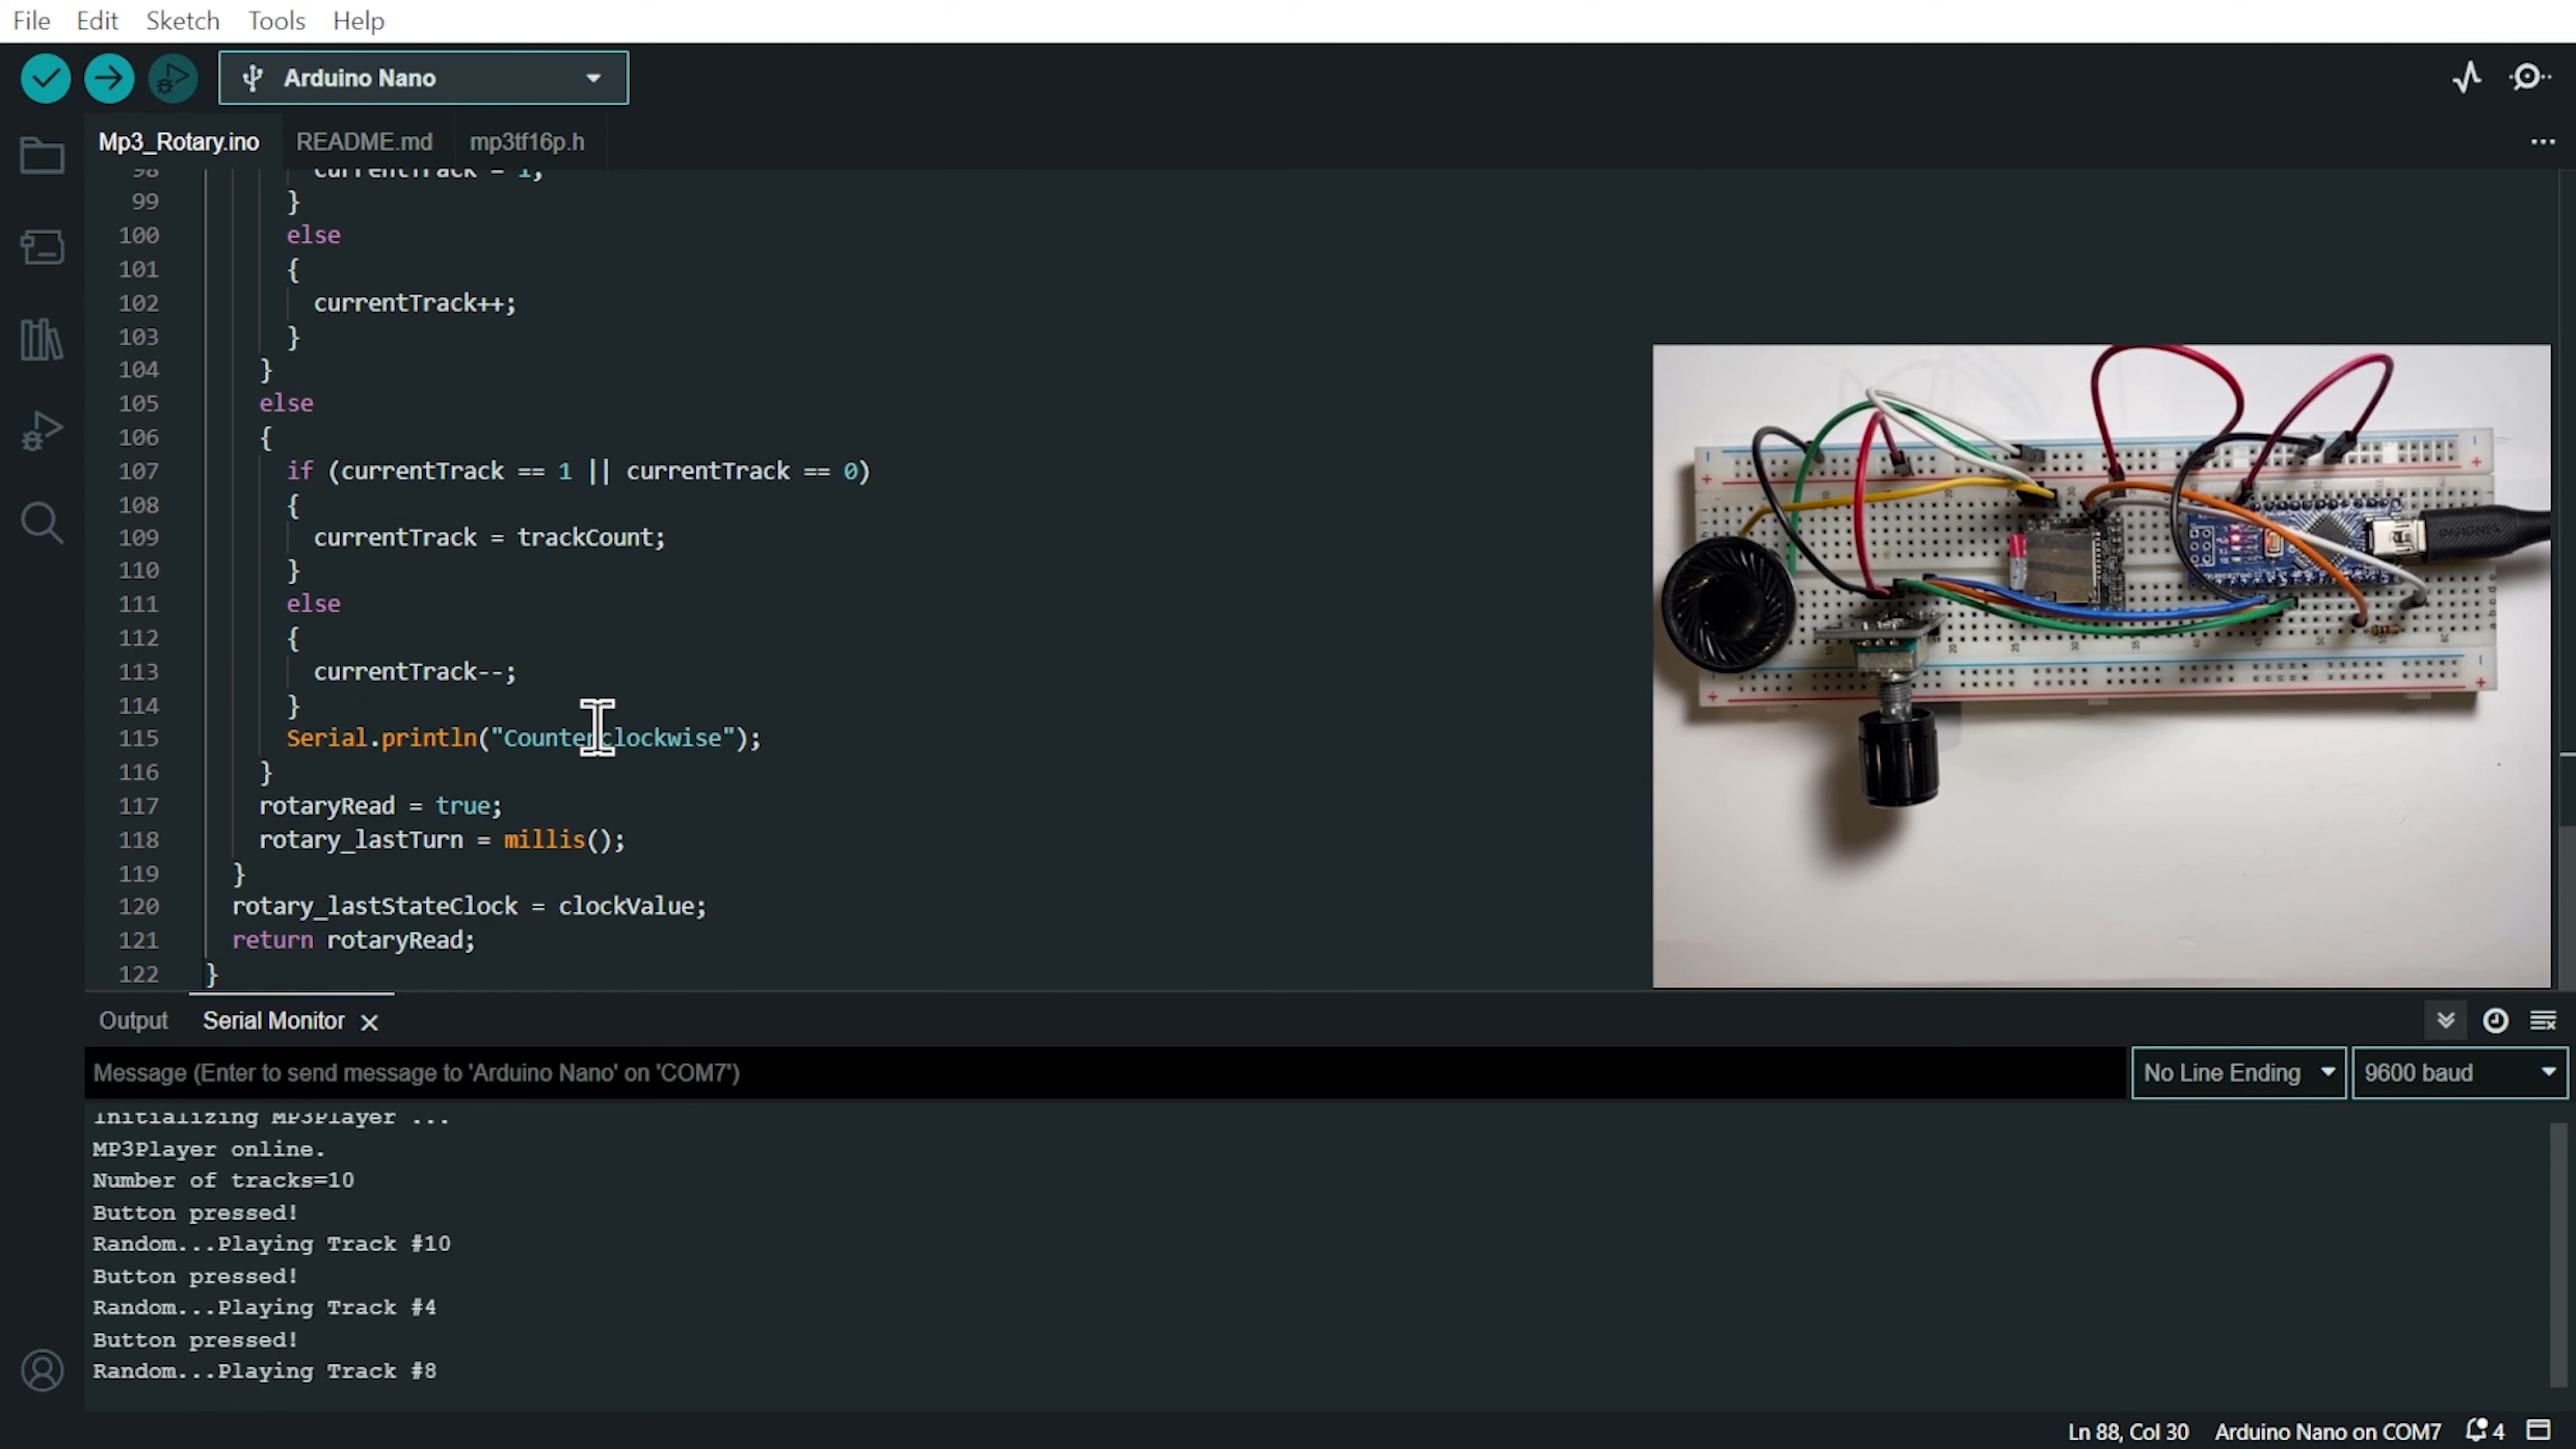 File Edit Sketch Tools Help
Arduino Nano
Mp3_Rotary.ino README.md mp3tf16p.h
98 currentTrack = 1;
99 }
100 else
101 {
102 currentTrack++;
103 }
104 }
105 else
106 {
107 if (currentTrack == 1 || currentTrack == 0)
108 {
109 currentTrack = trackCount;
110 }
111 else
112 {
113 currentTrack--;
114 }
115 Serial.println("Counterclockwise");
116 }
117 rotaryRead = true;
118 rotary_lastTurn = millis();
119 }
120 rotary_lastStateClock = clockValue;
121 return rotaryRead;
122 }
Output Serial Monitor
Message (Enter to send message to 'Arduino Nano' on 'COM7')
No Line Ending 9600 baud
Initializing MP3Player ...
MP3Player online.
Number of tracks=10
Button pressed!
Random...Playing Track #10
Button pressed!
Random...Playing Track #4
Button pressed!
Random...Playing Track #8
Ln 88, Col 30 Arduino Nano on COM7 4